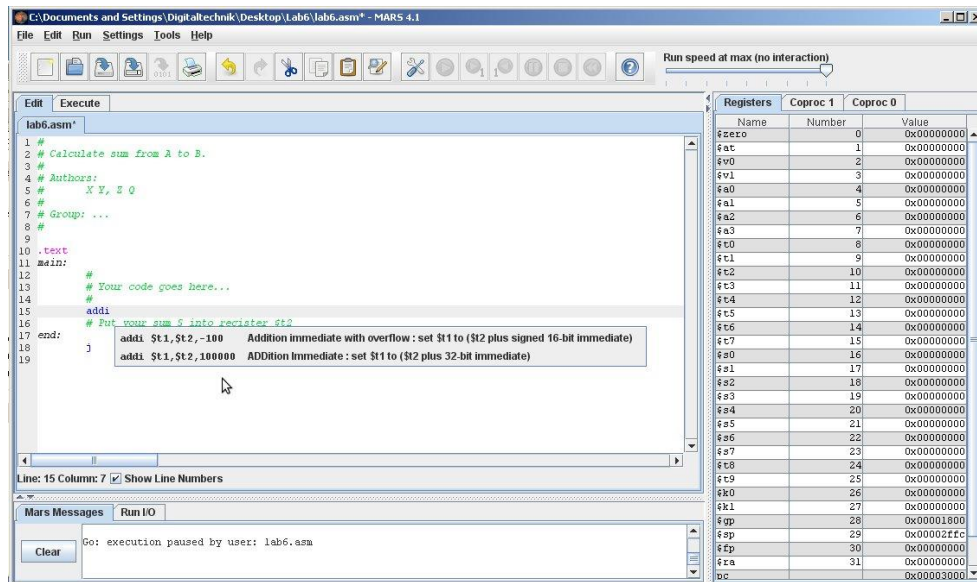 C:\Documents and Settings\Digitaltechnik\Desktop\Lab6\lab6.asm* - MARS 4.1
File Edit Run Settings Tools Help
Run speed at max (no interaction)
Edit Execute
lab6.asm*
1 #
2 # Calculate sum from A to B.
3 #
4 # Authors:
5 # X Y, Z Q
6 #
7 # Group: ...
8 #
9
10 .text
11 main:
12 #
13 # Your code goes here...
14 #
15 addi
16 # Put your sum S into register $t2
17 end:
18 j
19
addi $t1,$t2,-100 Addition immediate with overflow : set $t1 to ($t2 plus signed 16-bit immediate)
addi $t1,$t2,100000 ADDition Immediate : set $t1 to ($t2 plus 32-bit immediate)
Line: 15 Column: 7 Show Line Numbers
Mars Messages Run I/O
Clear
Go: execution paused by user: lab6.asm
Registers Coproc 1 Coproc 0
Name Number Value
$zero 0 0x00000000
$at 1 0x00000000
$v0 2 0x00000000
$v1 3 0x00000000
$a0 4 0x00000000
$a1 5 0x00000000
$a2 6 0x00000000
$a3 7 0x00000000
$t0 8 0x00000000
$t1 9 0x00000000
$t2 10 0x00000000
$t3 11 0x00000000
$t4 12 0x00000000
$t5 13 0x00000000
$t6 14 0x00000000
$t7 15 0x00000000
$s0 16 0x00000000
$s1 17 0x00000000
$s2 18 0x00000000
$s3 19 0x00000000
$s4 20 0x00000000
$s5 21 0x00000000
$s6 22 0x00000000
$s7 23 0x00000000
$t8 24 0x00000000
$t9 25 0x00000000
$k0 26 0x00000000
$k1 27 0x00000000
$gp 28 0x00001800
$sp 29 0x00002ffc
$fp 30 0x00000000
$ra 31 0x00000000
pc 0x00003000